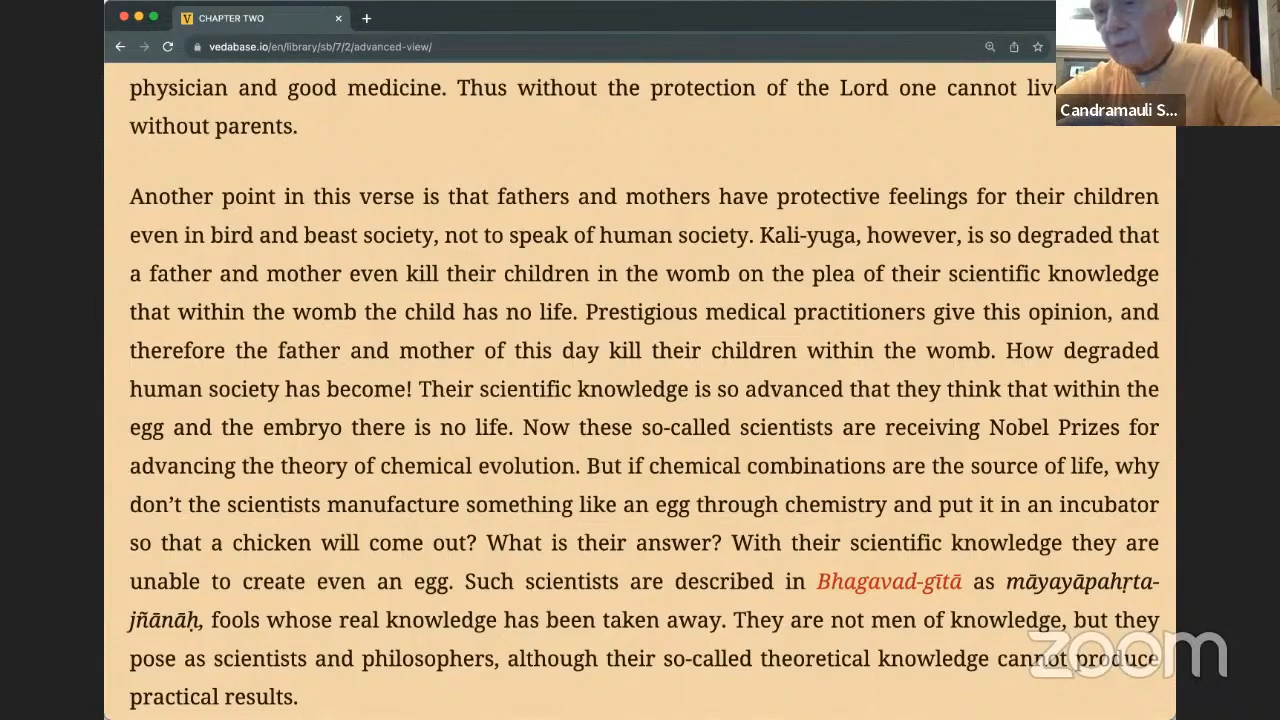 CHAPTER TWO
vedabase.io/en/library/sb/7/2/advanced-view/
Candramauli S...
physician and good medicine. Thus without the protection of the Lord one cannot live
without parents.
Another point in this verse is that fathers and mothers have protective feelings for their children
even in bird and beast society, not to speak of human society. Kali-yuga, however, is so degraded that
a father and mother even kill their children in the womb on the plea of their scientific knowledge
that within the womb the child has no life. Prestigious medical practitioners give this opinion, and
therefore the father and mother of this day kill their children within the womb. How degraded
human society has become! Their scientific knowledge is so advanced that they think that within the
egg and the embryo there is no life. Now these so-called scientists are receiving Nobel Prizes for
advancing the theory of chemical evolution. But if chemical combinations are the source of life, why
don’t the scientists manufacture something like an egg through chemistry and put it in an incubator
so that a chicken will come out? What is their answer? With their scientific knowledge they are
unable to create even an egg. Such scientists are described in Bhagavad-gītā as māyayāpahṛta-
jñānāḥ, fools whose real knowledge has been taken away. They are not men of knowledge, but they
pose as scientists and philosophers, although their so-called theoretical knowledge cannot produce
practical results.
zoom